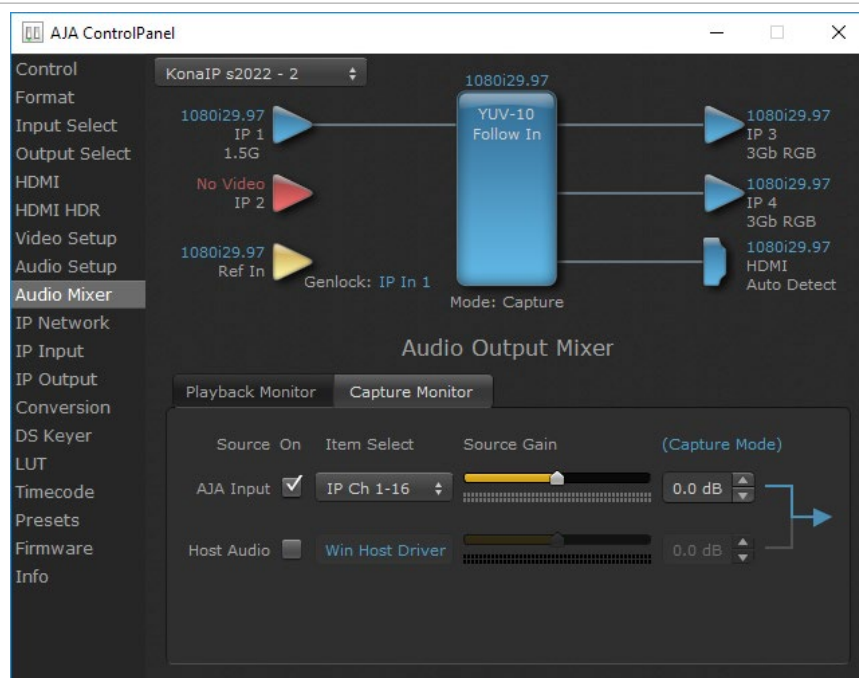 AJA ControlPanel
Control
Format
Input Select
Output Select
HDMI
HDMI HDR
Video Setup
Audio Setup
Audio Mixer
IP Network
IP Input
IP Output
Conversion
DS Keyer
LUT
Timecode
Presets
Firmware
Info
KonaIP s2022 - 2
1080i29.97
1080i29.97
IP 1
1.5G
No Video
IP 2
1080i29.97
Ref In
Genlock: IP In 1
YUV-10
Follow In
Mode: Capture
1080i29.97
IP 3
3Gb RGB
1080i29.97
IP 4
3Gb RGB
1080i29.97
HDMI
Auto Detect
Audio Output Mixer
Playback Monitor Capture Monitor
Source On Item Select Source Gain (Capture Mode)
AJA Input IP Ch 1-16 0.0 dB
Host Audio Win Host Driver 0.0 dB